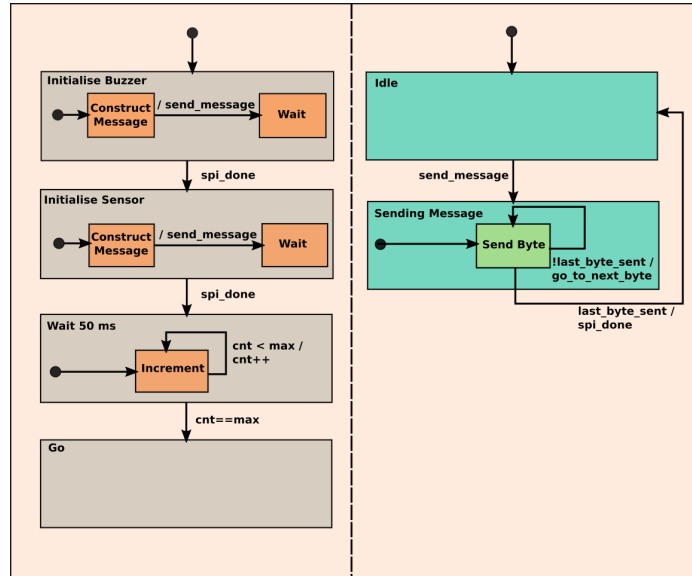 Initialise Buzzer
Construct
Message
/ send_message
Wait
spi_done
Initialise Sensor
Construct
Message
/ send_message
Wait
spi_done
Wait 50 ms
Increment
cnt < max /
cnt++
cnt==max
Go
Idle
send_message
Sending Message
Send Byte
!last_byte_sent /
go_to_next_byte
last_byte_sent /
spi_done